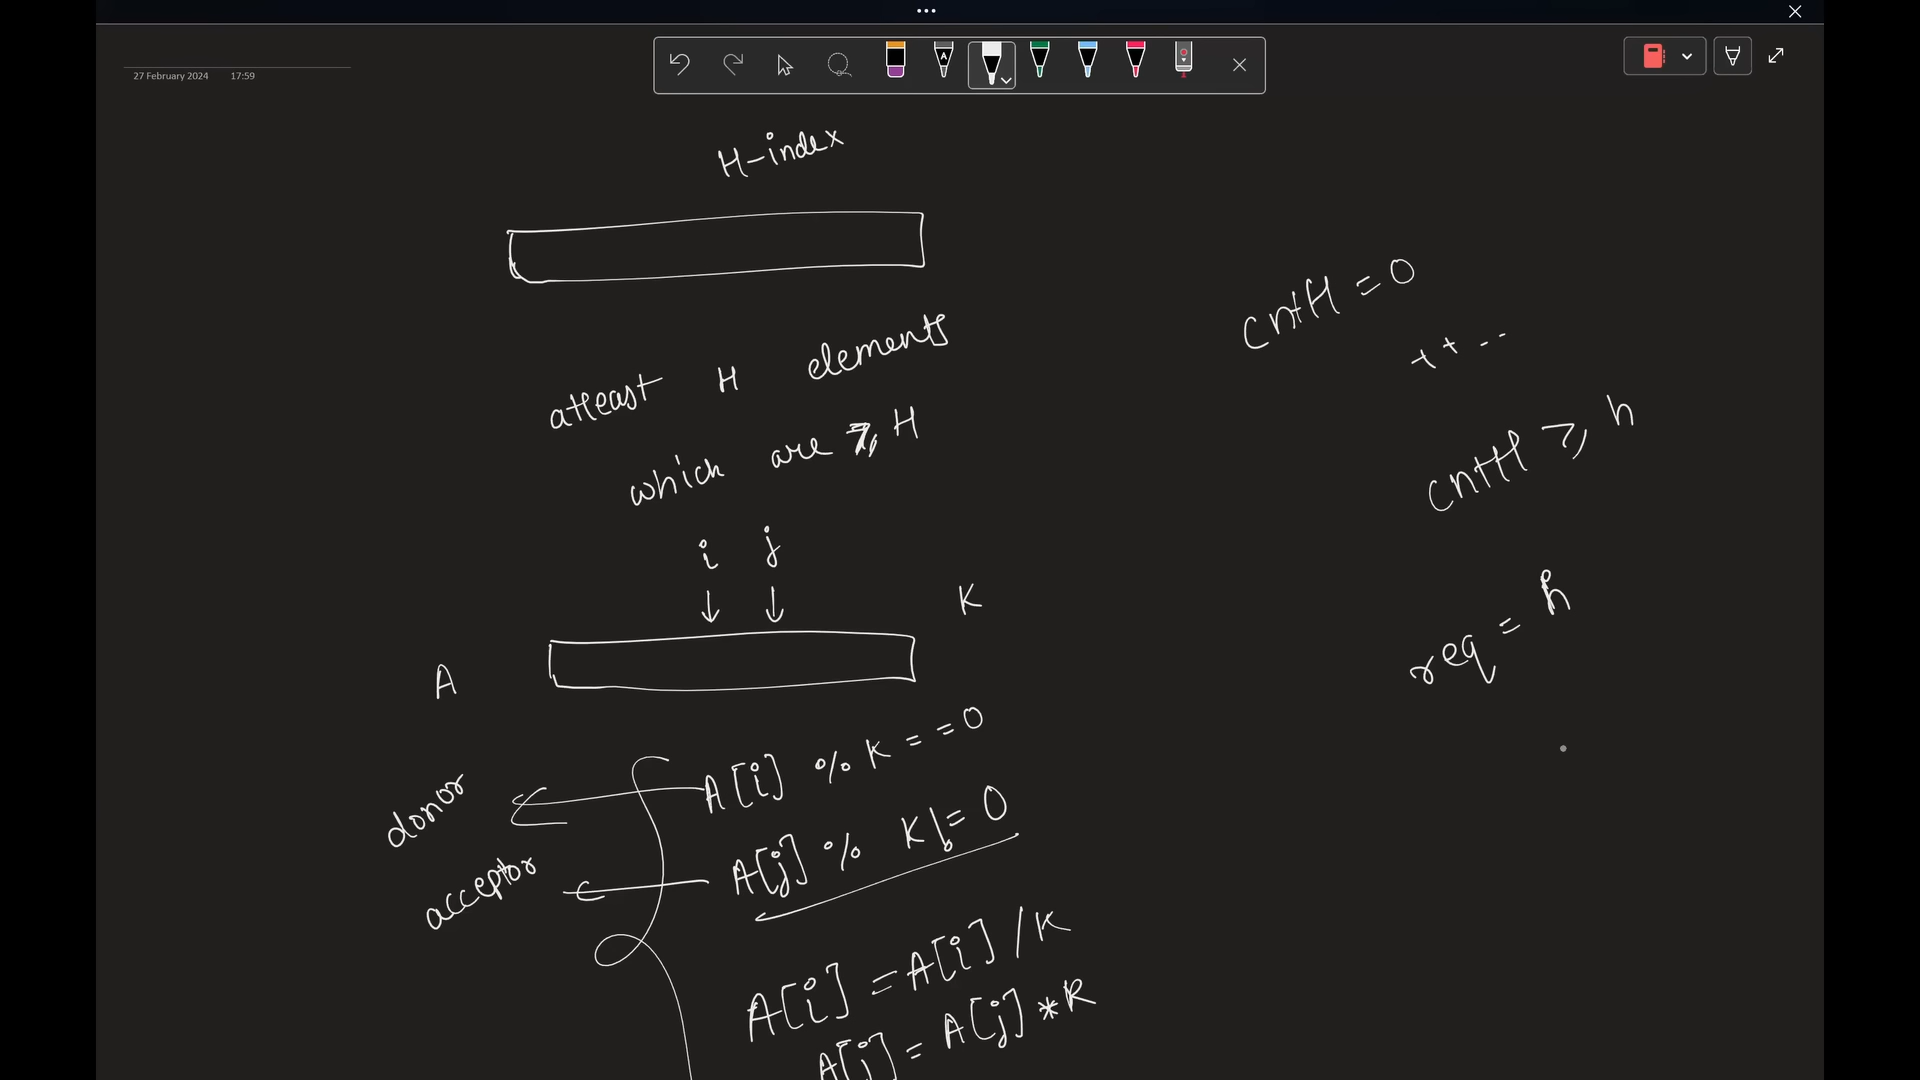 27 February 2024 17:59
H-index
atleast H elements
which are ≥ H
i j
K
A
A[i] % K == 0
donor
A[j] % K != 0
acceptor
A[i] = A[i] / K
A[j] = A[j] * K
CntH = 0
++ --
CntH ≥ h
req = h